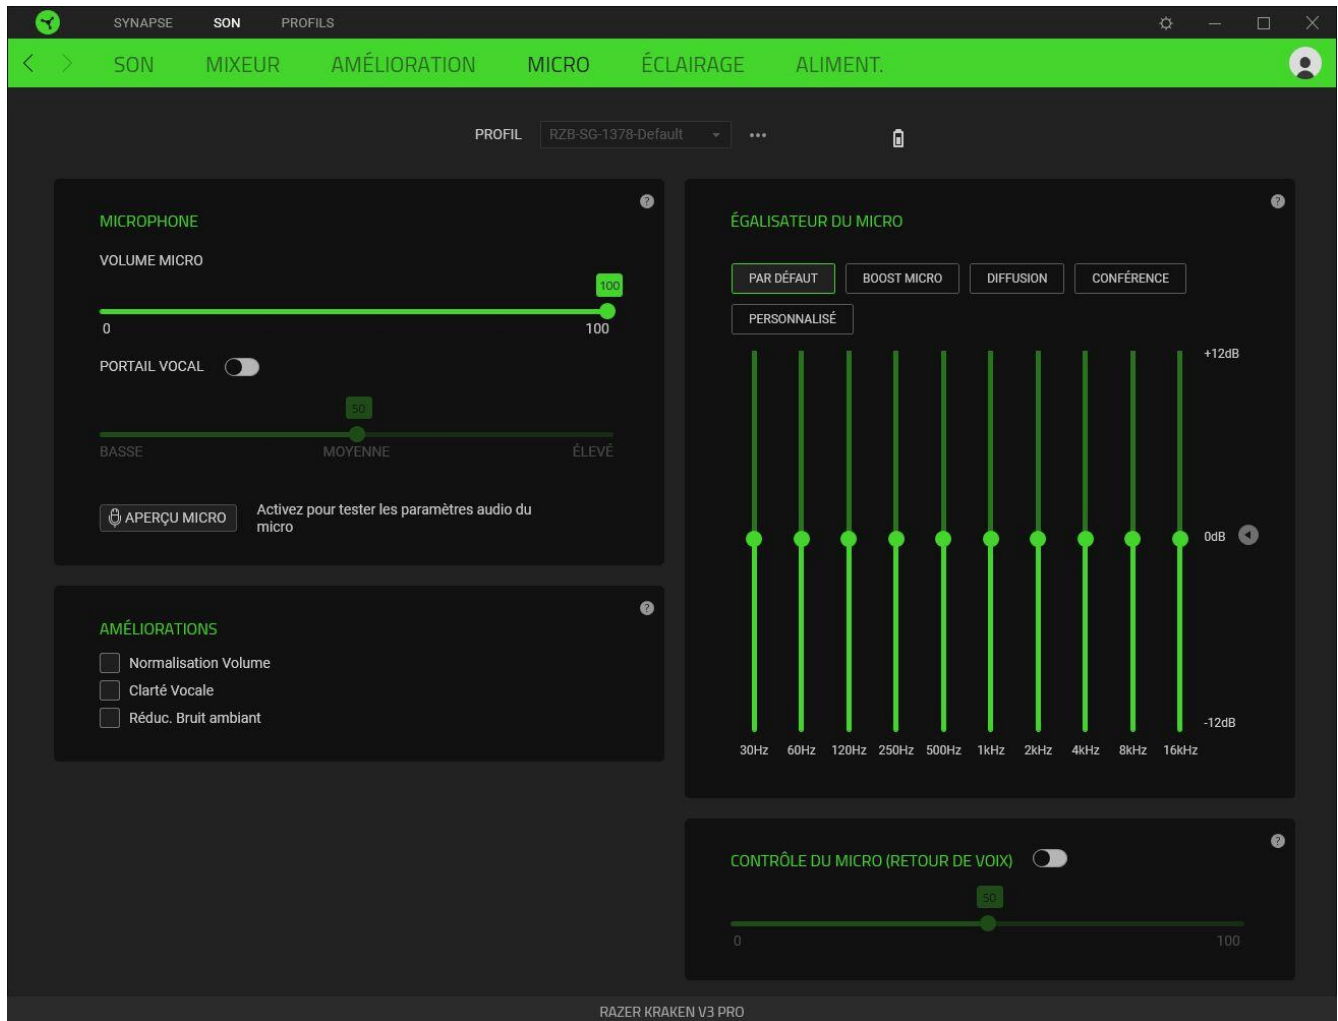 SYNAPSE SON PROFILS
SON MIXEUR AMÉLIORATION MICRO ÉCLAIRAGE ALIMENT.
PROFIL RZB-SG-1378-Default
MICROPHONE
VOLUME MICRO
100
0 100
PORTAIL VOCAL
50
BASSE MOYENNE ÉLEVÉ
APERÇU MICRO Activez pour tester les paramètres audio du
micro
AMÉLIORATIONS
Normalisation Volume
Clarté Vocale
Réduc. Bruit ambiant
ÉGALISATEUR DU MICRO
PAR DÉFAUT BOOST MICRO DIFFUSION CONFÉRENCE
PERSONNALISÉ
+12dB
0dB
-12dB
30Hz 60Hz 120Hz 250Hz 500Hz 1kHz 2kHz 4kHz 8kHz 16kHz
CONTRÔLE DU MICRO (RETOUR DE VOIX)
50
0 100
RAZER KRAKEN V3 PRO